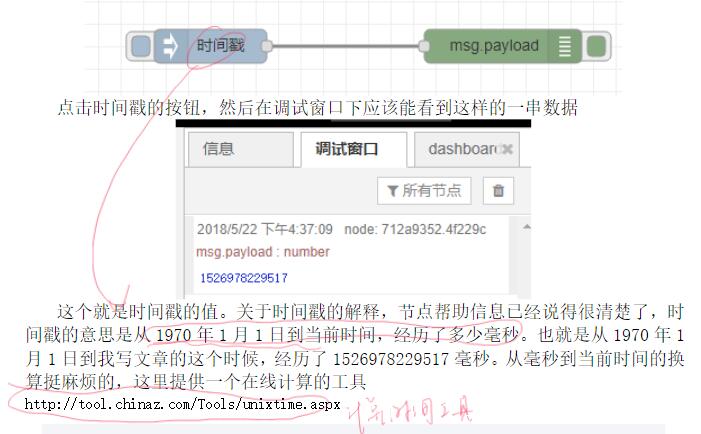 时间戳 msg.payload
点击时间戳的按钮，然后在调试窗口下应该能看到这样的一串数据
信息 调试窗口 dashboard
所有节点
2018/5/22 下午4:37:09 node: 712a9352.4f229c
msg.payload : number
1526978229517
这个就是时间戳的值。关于时间戳的解释，节点帮助信息已经说得很清楚了，时
间戳的意思是从 1970 年 1 月 1 日到当前时间，经历了多少毫秒。也就是从 1970 年 1
月 1 日到我写文章的这个时候，经历了 1526978229517 毫秒。从毫秒到当前时间的换
算挺麻烦的，这里提供一个在线计算的工具
http://tool.chinaz.com/Tools/unixtime.aspx
计算时间工具